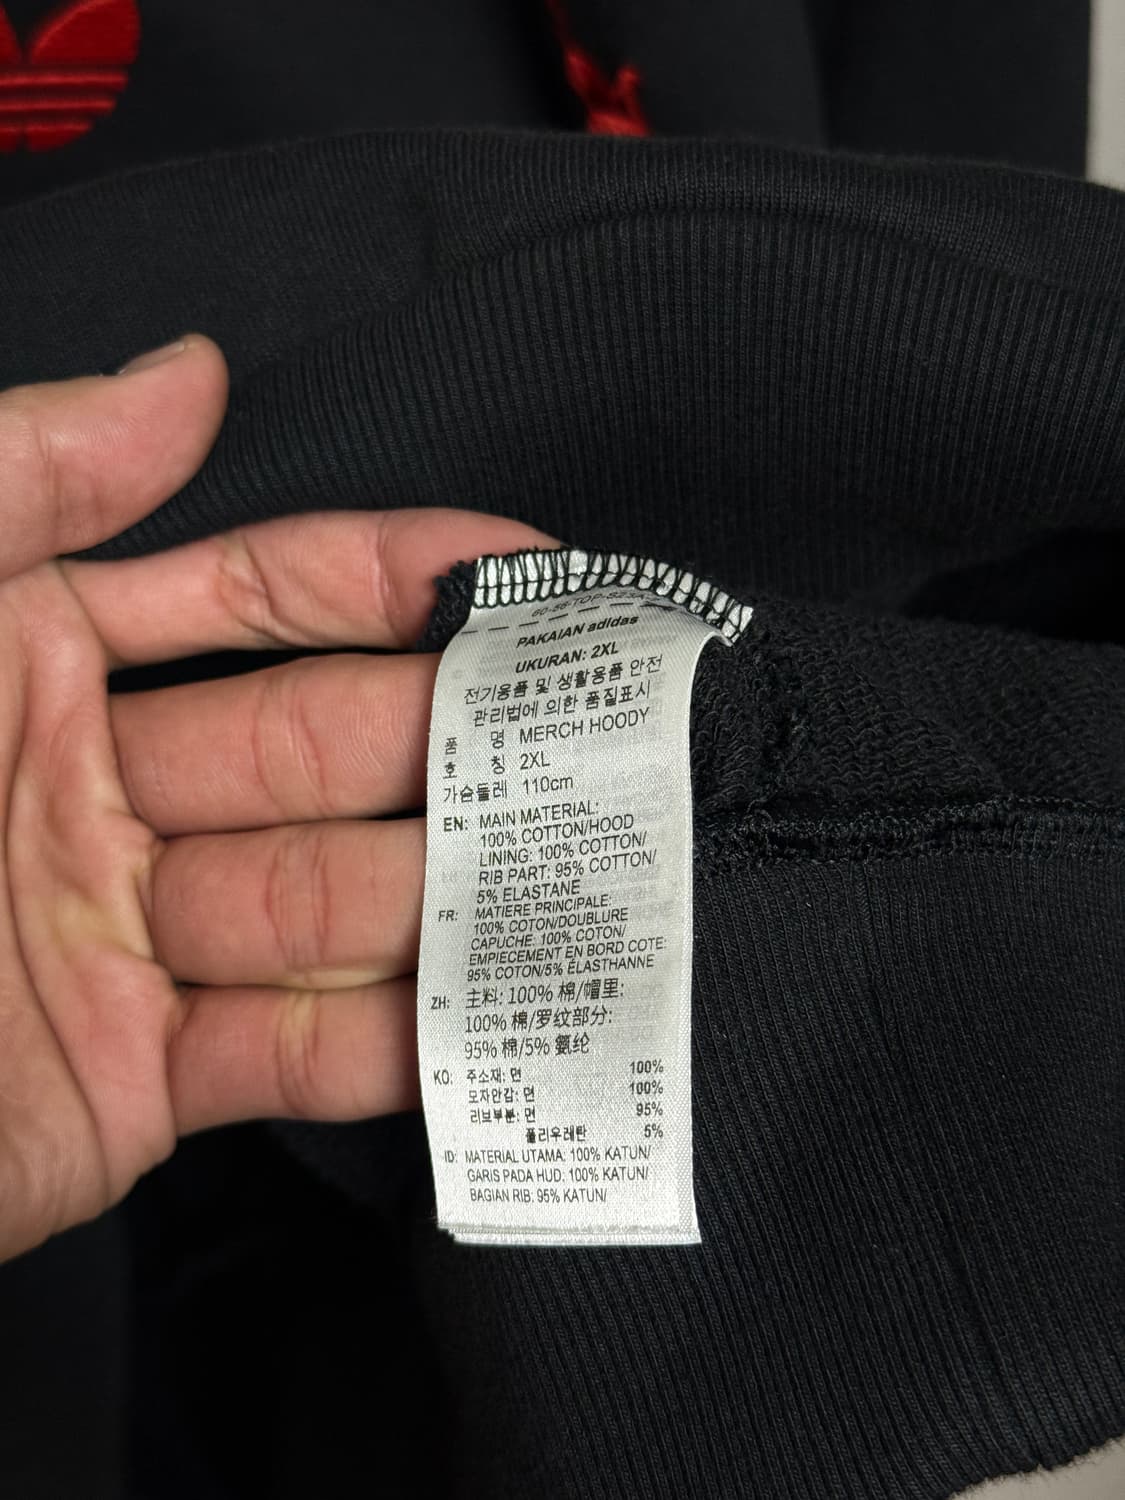 PAKAIAN adidas
UKURAN: 2XL
전기용품 및 생활용품 안전
관리법에 의한 품질표시
품 명 MERCH HOODY
호 칭 2XL
가슴둘레 110cm
EN: MAIN MATERIAL:
100% COTTON/HOOD
LINING: 100% COTTON/
RIB PART: 95% COTTON/
5% ELASTANE
FR: MATIERE PRINCIPALE:
100% COTON/DOUBLURE
CAPUCHE: 100% COTON/
EMPIECEMENT EN BORD COTE:
95% COTON/5% ÉLASTHANNE
ZH: 主料: 100% 棉/帽里:
100% 棉/罗纹部分:
95% 棉/5% 氨纶
KO: 주소재: 면 100%
모자안감: 면 100%
리브부분: 면 95%
폴리우레탄 5%
ID: MATERIAL UTAMA: 100% KATUN/
GARIS PADA HUD: 100% KATUN/
BAGIAN RIB: 95% KATUN/